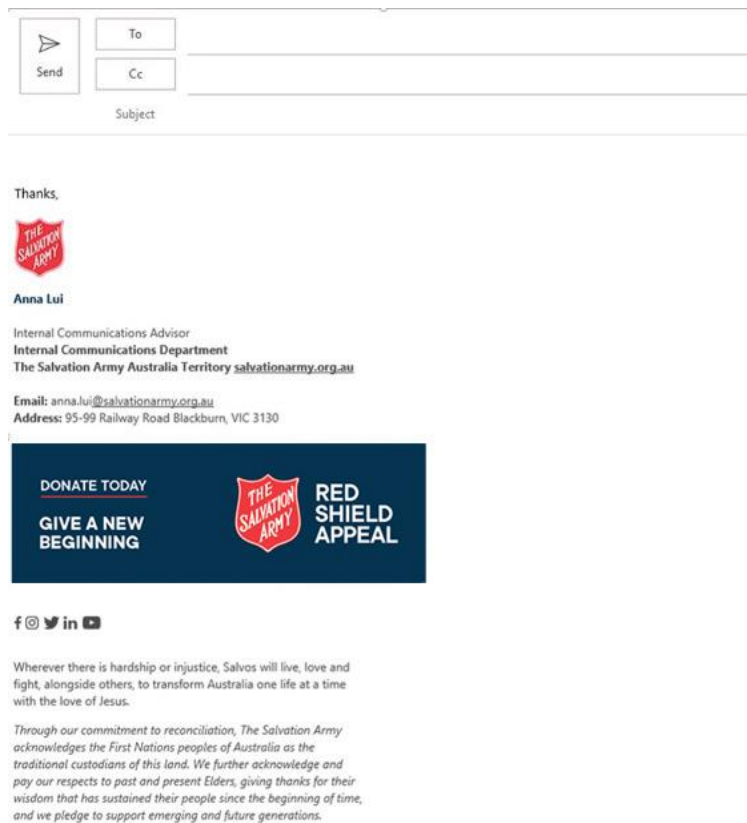 To
Send
Cc
Subject
Thanks,
THE
SALVATION
ARMY
Anna Lui
Internal Communications Advisor
Internal Communications Department
The Salvation Army Australia Territory salvationarmy.org.au
Email: anna.lui@salvationarmy.org.au
Address: 95-99 Railway Road Blackburn, VIC 3130
DONATE TODAY
GIVE A NEW
BEGINNING
THE
SALVATION
ARMY
RED
SHIELD
APPEAL
Wherever there is hardship or injustice, Salvos will live, love and
fight, alongside others, to transform Australia one life at a time
with the love of Jesus.
Through our commitment to reconciliation, The Salvation Army
acknowledges the First Nations peoples of Australia as the
traditional custodians of this land. We further acknowledge and
pay our respects to past and present Elders, giving thanks for their
wisdom that has sustained their people since the beginning of time,
and we pledge to support emerging and future generations.